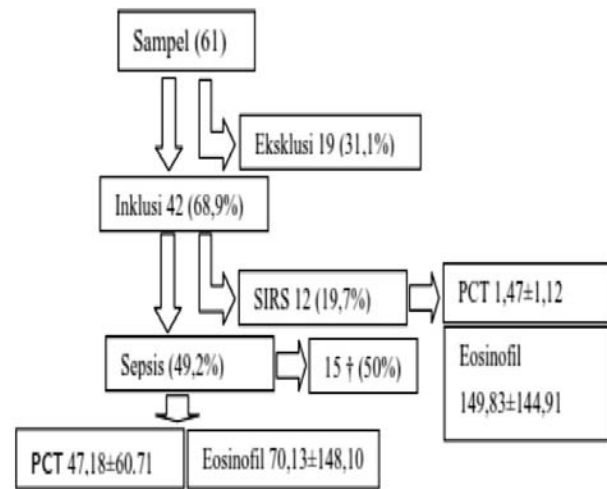 Sampel (61)
Eksklusi 19 (31,1%)
Inklusi 42 (68,9%)
SIRS 12 (19,7%)
PCT 1,47±1,12
Eosinofil
149,83±144,91
Sepsis (49,2%)
15 † (50%)
PCT 47,18±60.71
Eosinofil 70,13±148,10